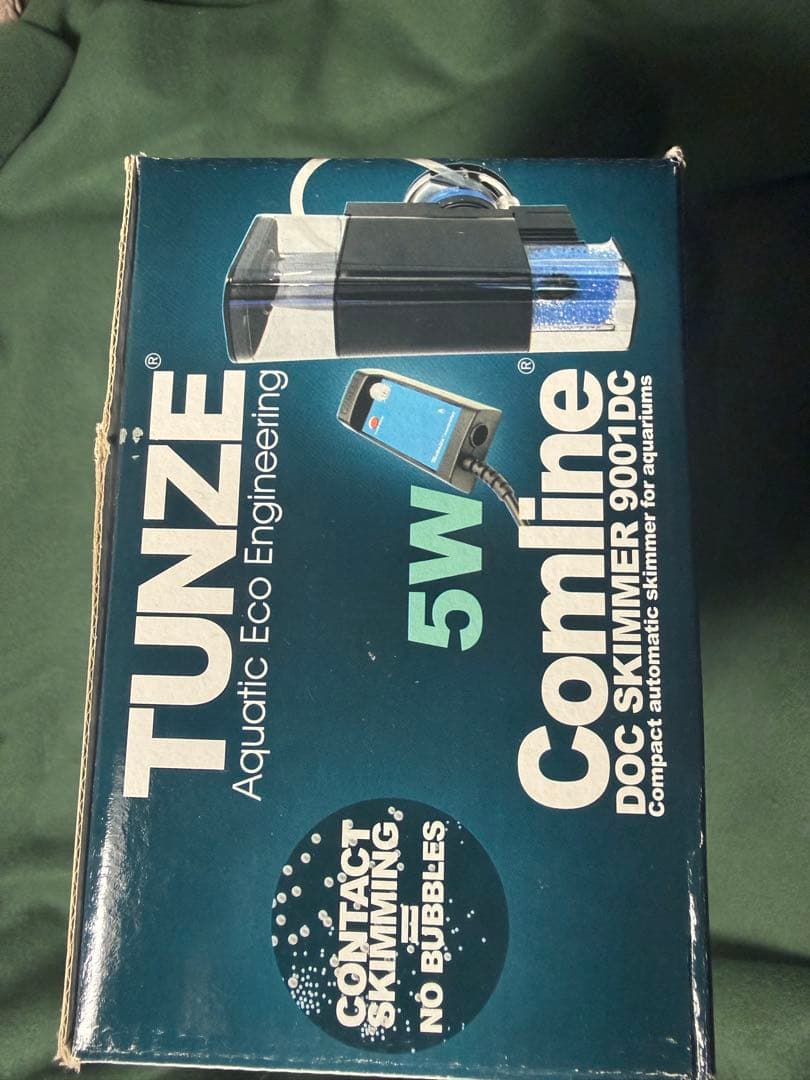 TUNZE®
Aquatic Eco Engineering
5W
Comline®
DOC SKIMMER 9001DC
Compact automatic skimmer for aquariums
CONTACT
SKIMMING
=
NO BUBBLES